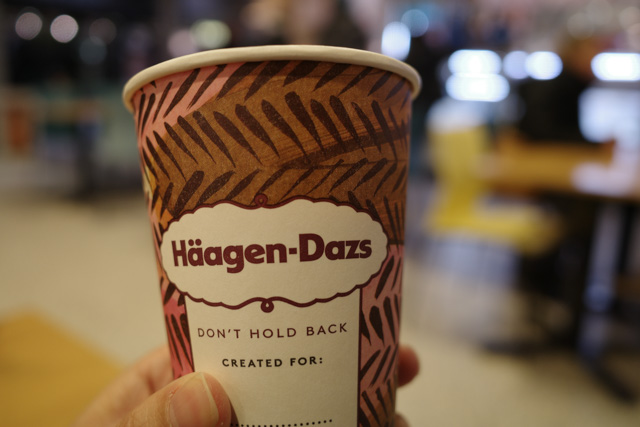 Häagen-Dazs
DON'T HOLD BACK
CREATED FOR: